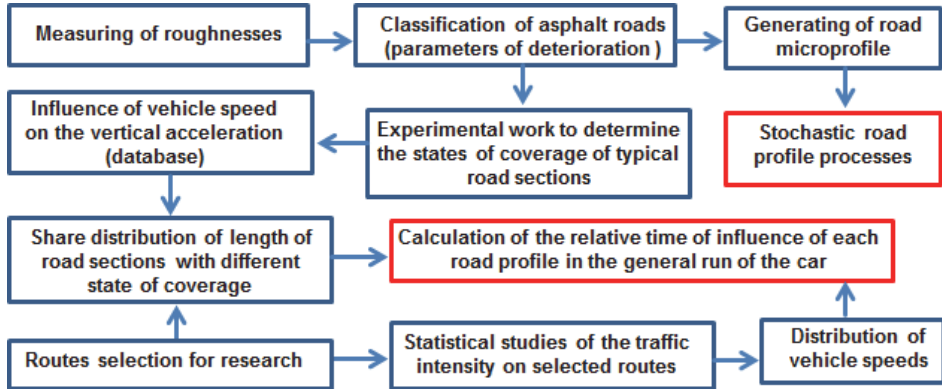 Measuring of roughnesses
Classification of asphalt roads
(parameters of deterioration )
Generating of road
microprofile
Influence of vehicle speed
on the vertical acceleration
(database)
Experimental work to determine
the states of coverage of typical
road sections
Stochastic road
profile processes
Share distribution of length of
road sections with different
state of coverage
Calculation of the relative time of influence of each
road profile in the general run of the car
Routes selection for research
Statistical studies of the traffic
intensity on selected routes
Distribution of
vehicle speeds